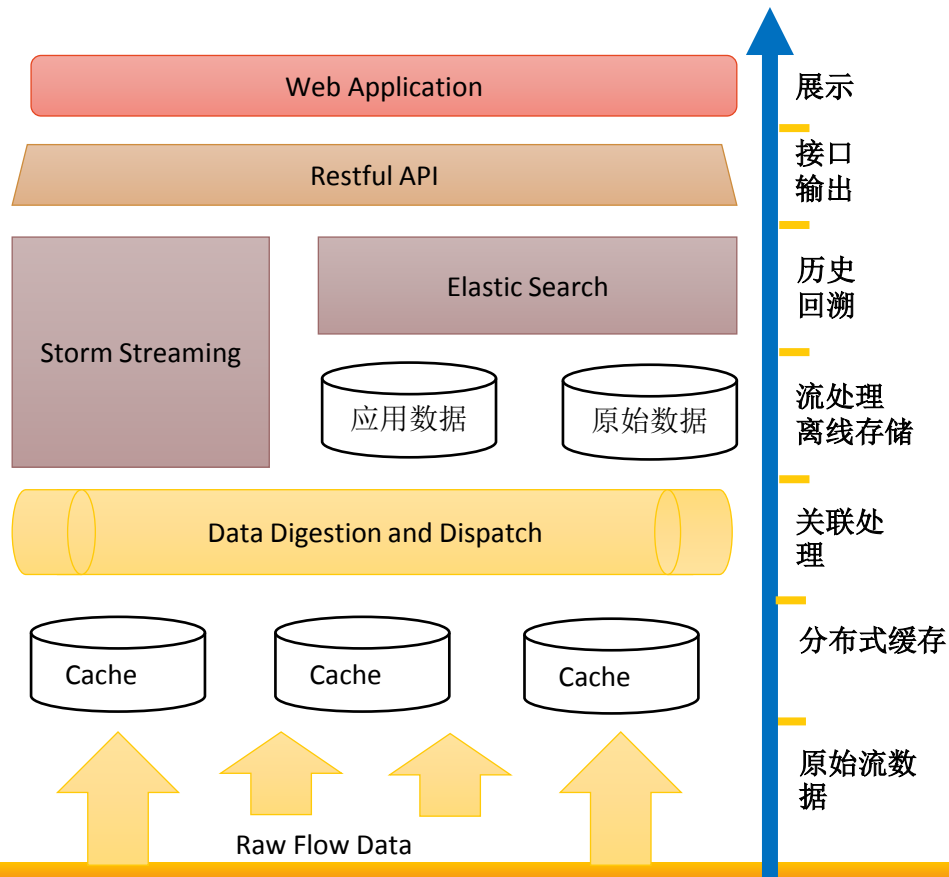 Web Application
展示
接口
输出
Restful API
历史
回溯
Elastic Search
Storm Streaming
应用数据
原始数据
流处理
离线存储
Data Digestion and Dispatch
关联处
理
分布式缓存
Cache
Cache
Cache
原始流数
据
Raw Flow Data